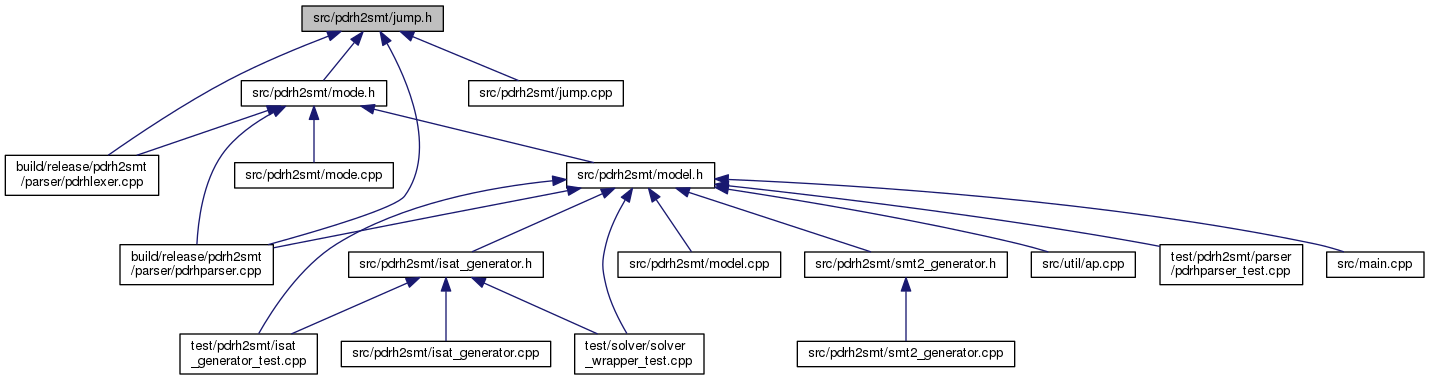 src/pdrh2smt/jump.h
src/pdrh2smt/mode.h
src/pdrh2smt/jump.cpp
build/release/pdrh2smt
/parser/pdrhlexer.cpp
src/pdrh2smt/mode.cpp
src/pdrh2smt/model.h
build/release/pdrh2smt
/parser/pdrhparser.cpp
src/pdrh2smt/isat_generator.h
src/pdrh2smt/model.cpp
src/pdrh2smt/smt2_generator.h
src/util/ap.cpp
test/pdrh2smt/parser
/pdrhparser_test.cpp
src/main.cpp
test/pdrh2smt/isat
_generator_test.cpp
src/pdrh2smt/isat_generator.cpp
test/solver/solver
_wrapper_test.cpp
src/pdrh2smt/smt2_generator.cpp